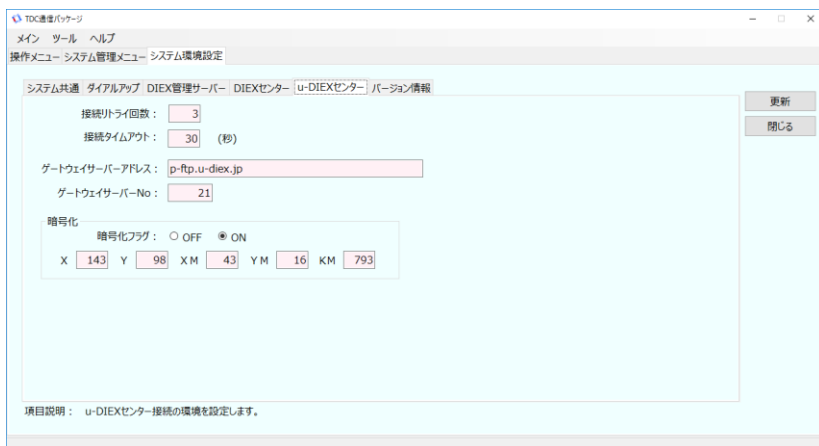 TDC通信パッケージ
メイン ツール ヘルプ
操作メニュー システム管理メニュー システム環境設定
システム共通 ダイアルアップ DIEX管理サーバー DIEXセンター u-DIEXセンター バージョン情報
更新
閉じる
接続リトライ回数： 3
接続タイムアウト： 30 (秒)
ゲートウェイサーバーアドレス： p-ftp.u-diex.jp
ゲートウェイサーバーNo： 21
暗号化
暗号化フラグ： OFF ON
X 143 Y 98 XM 43 YM 16 KM 793
項目説明： u-DIEXセンター接続の環境を設定します。